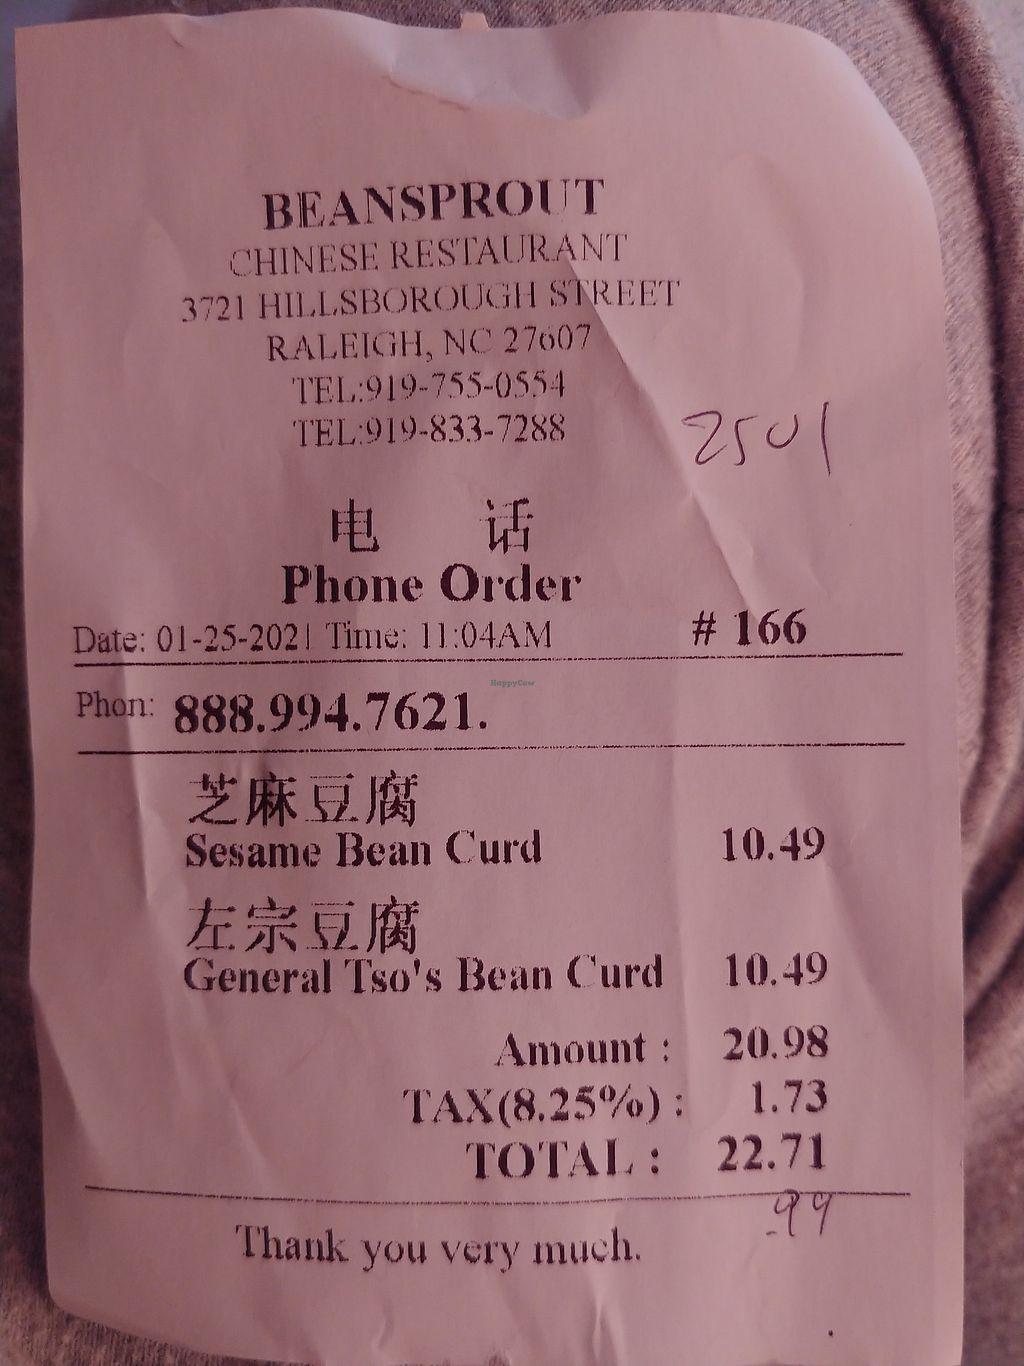 BEANSPROUT
CHINESE RESTAURANT
3721 HILLSBOROUGH STREET
RALEIGH, NC 27607
TEL:919-755-0554
TEL:919-833-7288
2501
电 话
Phone Order
Date: 01-25-2021 Time: 11:04AM # 166
HappyCow
Phon: 888.994.7621.
芝麻豆腐
Sesame Bean Curd 10.49
左宗豆腐
General Tso's Bean Curd 10.49
Amount : 20.98
TAX(8.25%) : 1.73
TOTAL : 22.71
.99
Thank you very much.